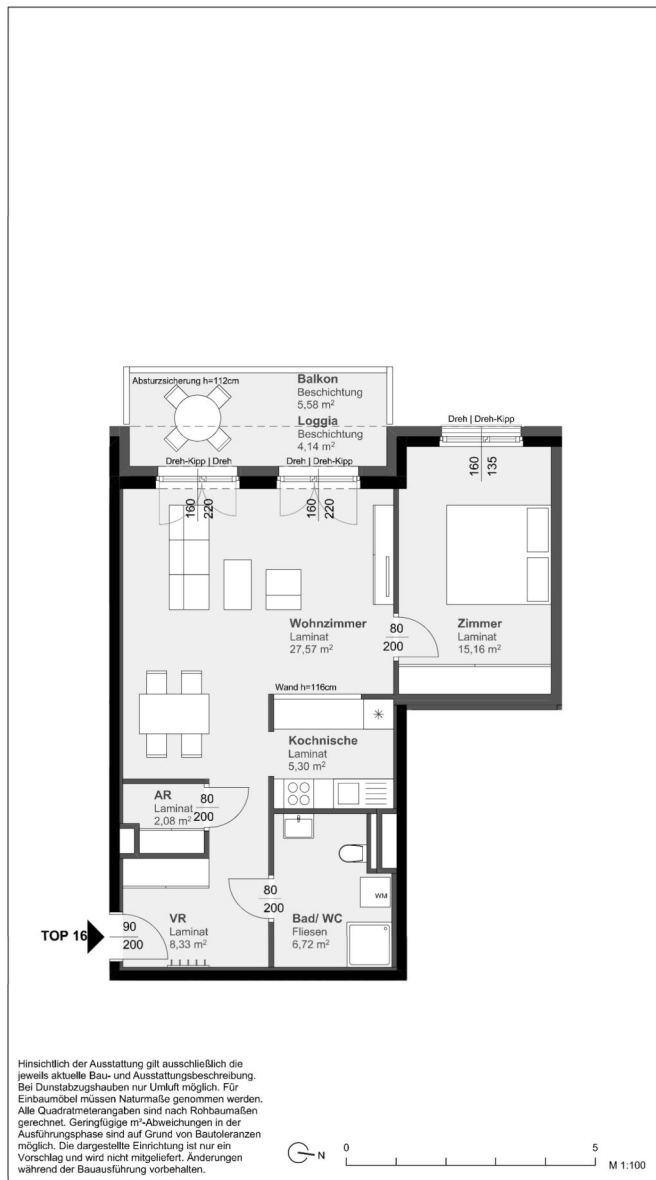 Absturzsicherung h=112cm
Balkon
Beschichtung
5,58 m²
Loggia
Beschichtung
4,14 m²
Dreh-Kipp | Dreh
Dreh | Dreh-Kipp
Dreh | Dreh-Kipp
160
220
160
220
160
135
Wohnzimmer
Laminat
27,57 m²
80
200
Zimmer
Laminat
15,16 m²
Wand h=116cm
Kochnische
Laminat
5,30 m²
AR
Laminat
2,08 m²
80
200
80
200
VR
Laminat
8,33 m²
Bad/ WC
Fliesen
6,72 m²
WM
TOP 16
90
200
Hinsichtlich der Ausstattung gilt ausschließlich die
jeweils aktuelle Bau- und Ausstattungsbeschreibung.
Bei Dunstabzugshauben nur Umluft möglich. Für
Einbaumöbel müssen Naturmaße genommen werden.
Alle Quadratmeterangaben sind nach Rohbaumaßen
gerechnet. Geringfügige m²-Abweichungen in der
Ausführungsphase sind auf Grund von Bautoleranzen
möglich. Die dargestellte Einrichtung ist nur ein
Vorschlag und wird nicht mitgeliefert. Änderungen
während der Bauausführung vorbehalten.
N
0
5
M 1:100